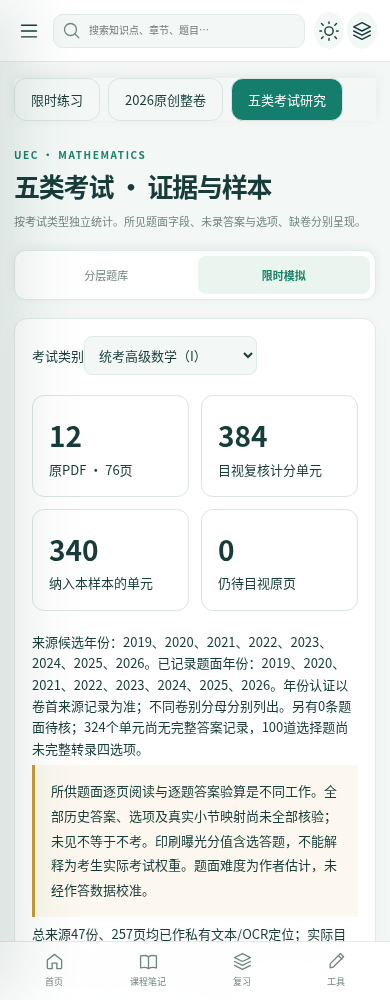 搜索知识点、章节、题目…
限时练习
2026原创整卷
五类考试研究
UEC · MATHEMATICS
五类考试 · 证据与样本
按考试类型独立统计。所见题面字段、未录答案与选项、缺卷分别呈现。
分层题库
限时模拟
考试类别 统考高级数学（I）
12
原PDF · 76页
384
目视复核计分单元
340
纳入本样本的单元
0
仍待目视原页
来源候选年份：2019、2020、2021、2022、2023、
2024、2025、2026。已记录题面年份：2019、2020、
2021、2022、2023、2024、2025、2026。年份认证以
卷首来源记录为准；不同卷别分母分别列出。另有0条题
面待核；324个单元尚无完整答案记录，100道选择题尚
未完整转录四选项。
所供题面逐页阅读与逐题答案验算是不同工作。全
部历史答案、选项及真实小节映射尚未全部核验；
未见不等于不考。印刷曝光分值含选答题，不能解
释为考生实际考试权重。题面难度为作者估计，未
经作答数据校准。
总来源47份、257页均已作私有文本/OCR定位；实际目
首页
课程笔记
复习
工具